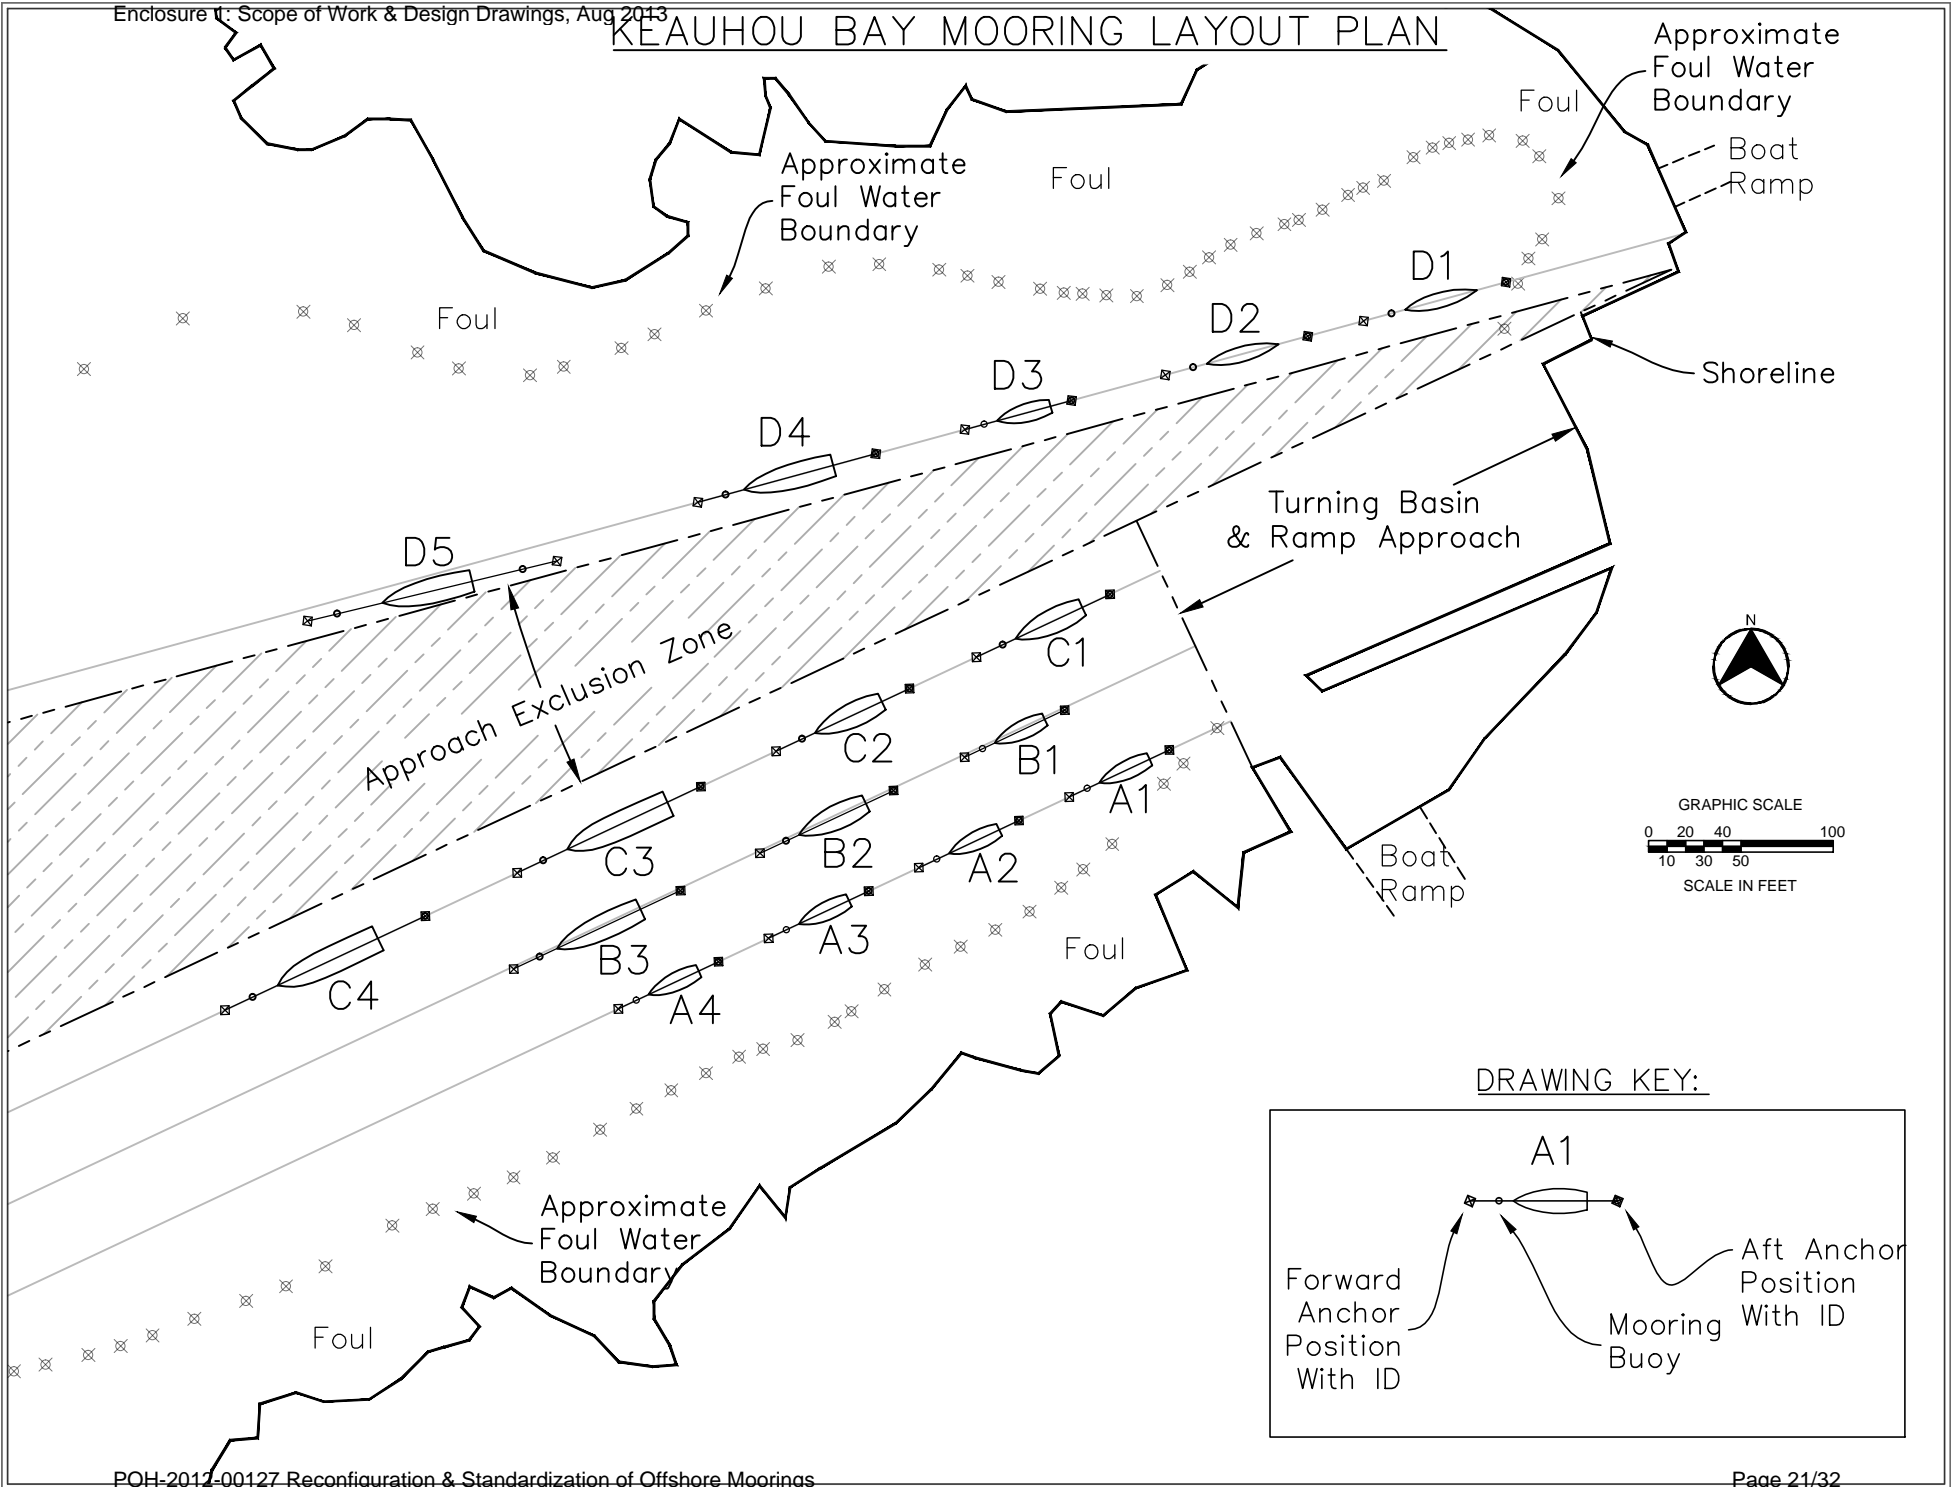 Enclosure 1: Scope of Work & Design Drawings, Aug 2013
KEAUHOU BAY MOORING LAYOUT PLAN
Approximate
Foul Water
Boundary
Foul
Boat
Ramp
Approximate
Foul Water
Boundary
Foul
Foul
D1
D2
D3
D4
D5
Shoreline
Turning Basin
& Ramp Approach
Approach Exclusion Zone
C1
C2
C3
C4
B1
B2
B3
A1
A2
A3
A4
N
GRAPHIC SCALE
0 20 40 100
10 30 50
SCALE IN FEET
Boat
Ramp
Foul
Approximate
Foul Water
Boundary
Foul
DRAWING KEY:
A1
Forward
Anchor
Position
With ID
Mooring
Buoy
Aft Anchor
Position
With ID
POH-2012-00127 Reconfiguration & Standardization of Offshore Moorings
Page 21/32